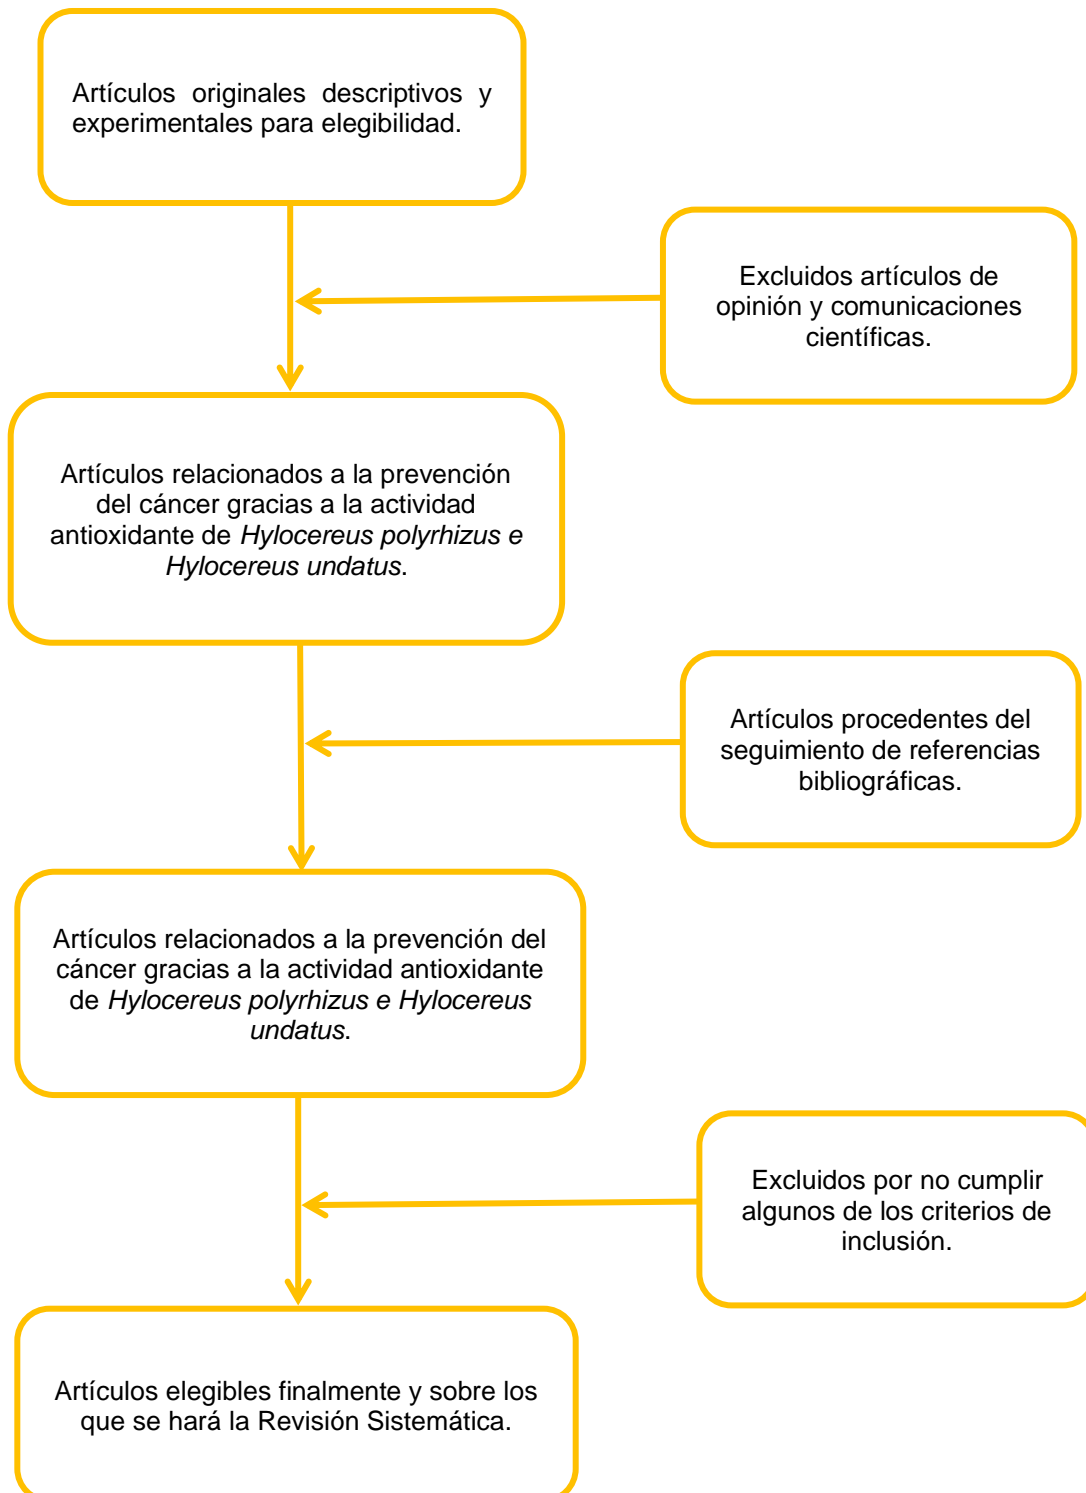 Artículos originales descriptivos y
experimentales para elegibilidad.
Excluidos artículos de
opinión y comunicaciones
científicas.
Artículos relacionados a la prevención
del cáncer gracias a la actividad
antioxidante de Hylocereus polyrhizus e
Hylocereus undatus.
Artículos procedentes del
seguimiento de referencias
bibliográficas.
Artículos relacionados a la prevención del
cáncer gracias a la actividad antioxidante
de Hylocereus polyrhizus e Hylocereus
undatus.
Excluidos por no cumplir
algunos de los criterios de
inclusión.
Artículos elegibles finalmente y sobre los
que se hará la Revisión Sistemática.